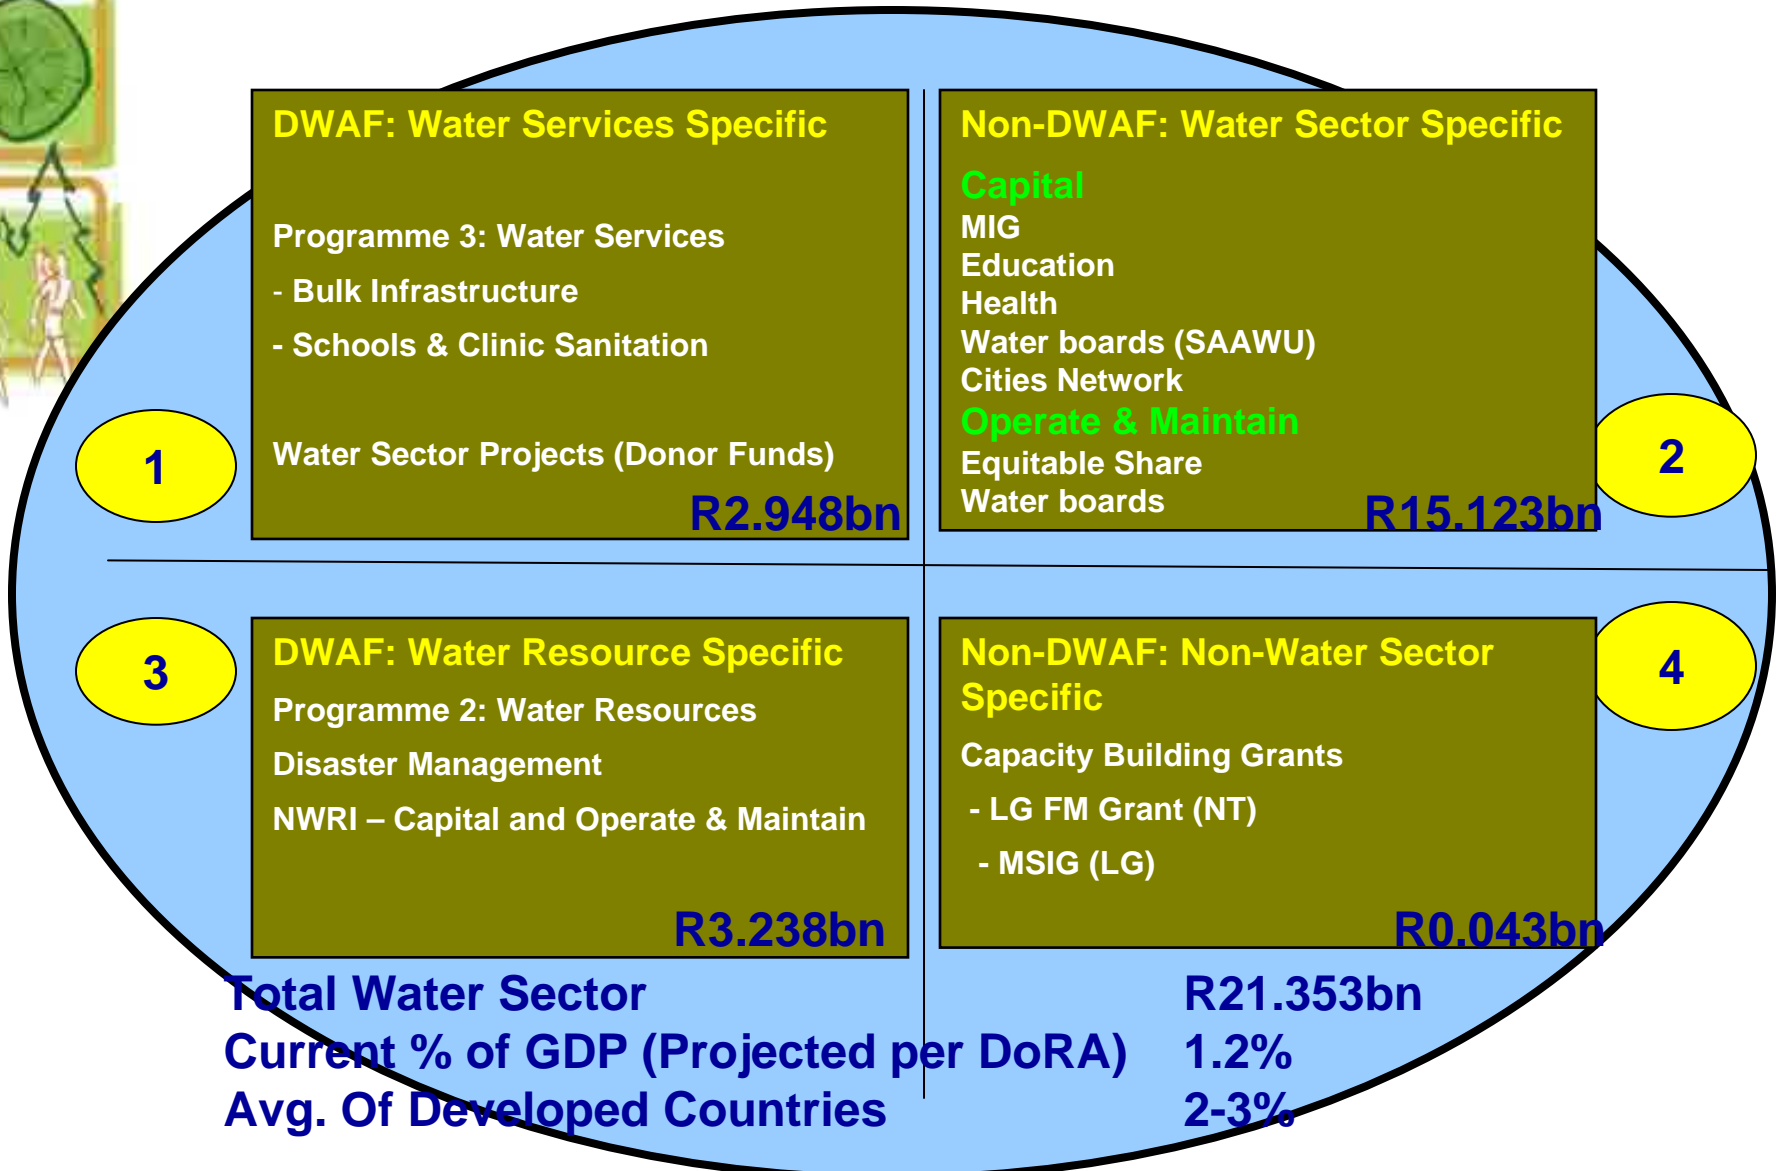 DWAF: Water Services Specific
Programme 3: Water Services
- Bulk Infrastructure
- Schools & Clinic Sanitation
Water Sector Projects (Donor Funds)
R2.948bn
1
Non-DWAF: Water Sector Specific
Capital
MIG
Education
Health
Water boards (SAAWU)
Cities Network
Operate & Maintain
Equitable Share
Water boards
R15.123bn
2
3
DWAF: Water Resource Specific
Programme 2: Water Resources
Disaster Management
NWRI – Capital and Operate & Maintain
R3.238bn
Non-DWAF: Non-Water Sector
Specific
Capacity Building Grants
- LG FM Grant (NT)
- MSIG (LG)
R0.043bn
4
Total Water Sector R21.353bn
Current % of GDP (Projected per DoRA) 1.2%
Avg. Of Developed Countries 2-3%